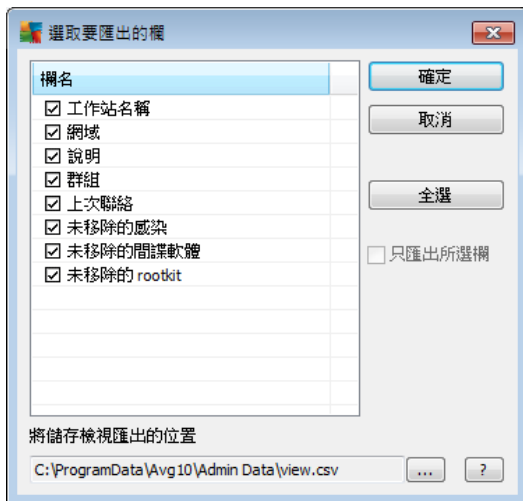 選取要匯出的欄
欄名
工作站名稱
網域
說明
群組
上次聯絡
未移除的感染
未移除的間諜軟體
未移除的 rootkit
確定
取消
全選
只匯出所選欄
將儲存檢視匯出的位置
C:\ProgramData\Avg10\Admin Data\view.csv
...
?